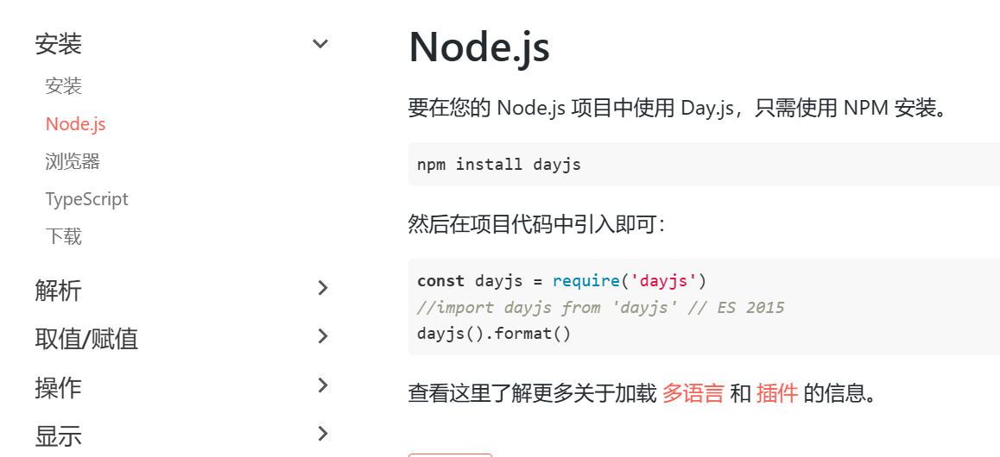 安装
安装
Node.js
浏览器
TypeScript
下载
解析
取值/赋值
操作
显示
Node.js
要在您的 Node.js 项目中使用 Day.js，只需使用 NPM 安装。
npm install dayjs
然后在项目代码中引入即可：
const dayjs = require('dayjs')
//import dayjs from 'dayjs' // ES 2015
dayjs().format()
查看这里了解更多关于加载 多语言 和 插件 的信息。